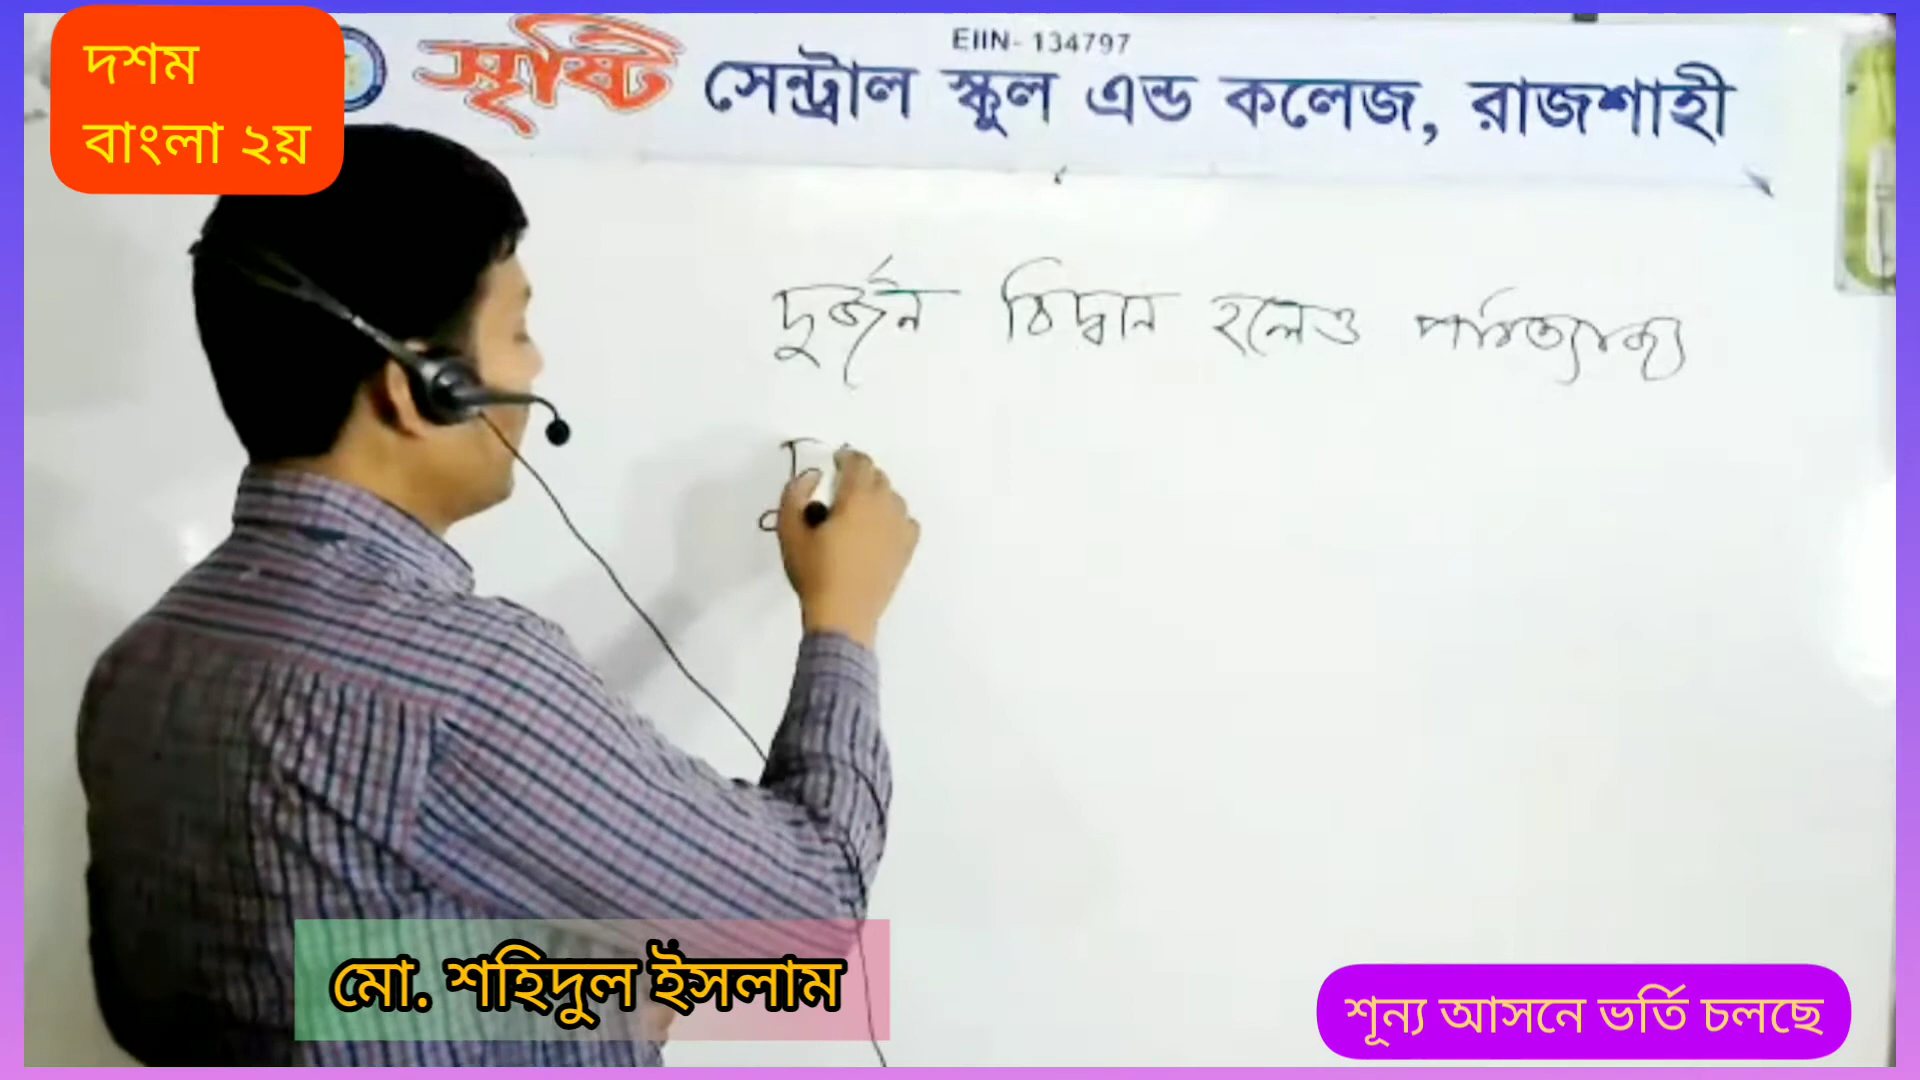 দশম
বাংলা ২য়
EIIN- 134797
সৃষ্টি সেন্ট্রাল স্কুল এন্ড কলেজ, রাজশাহী
দুর্জন বিদ্বান হলেও পরিত্যাজ্য
মো. শহিদুল ইসলাম
শূন্য আসনে ভর্তি চলছে